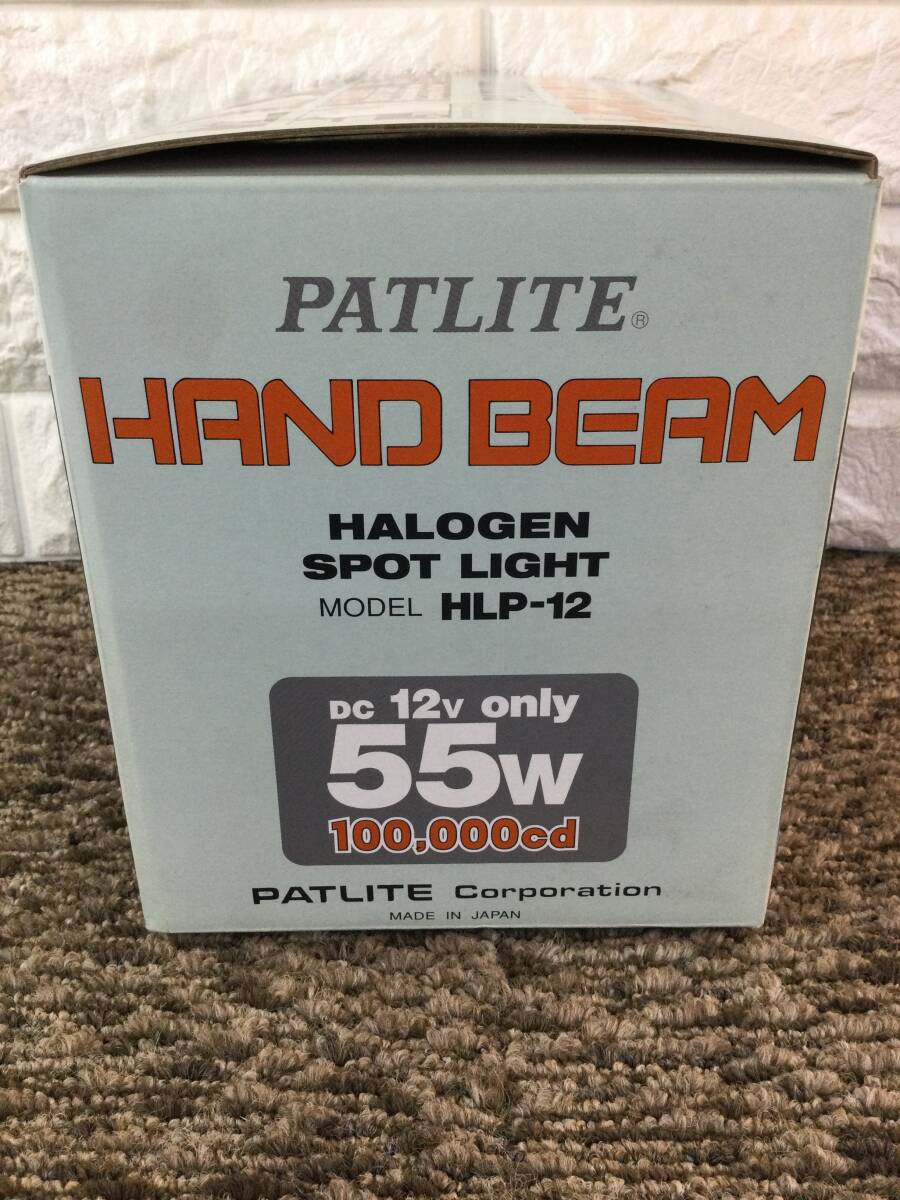 PATLITE®
HAND BEAM
HALOGEN
SPOT LIGHT
MODEL HLP-12
DC 12V only
55W
100,000cd
PATLITE Corporation
MADE IN JAPAN